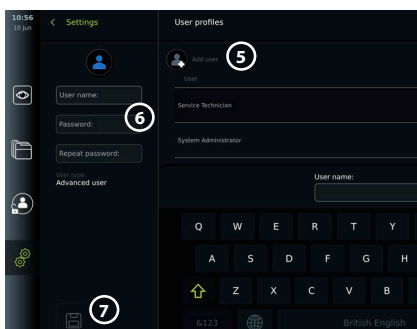 10:56
10 Jun
Settings
User profiles
Add user
5
User
User name:
Service Technician
Password:
6
System Administrator
Repeat password:
User type:
Advanced user
User name:
Q W E R T Y
A S D F G H
Z X C V B
7
&123
British English